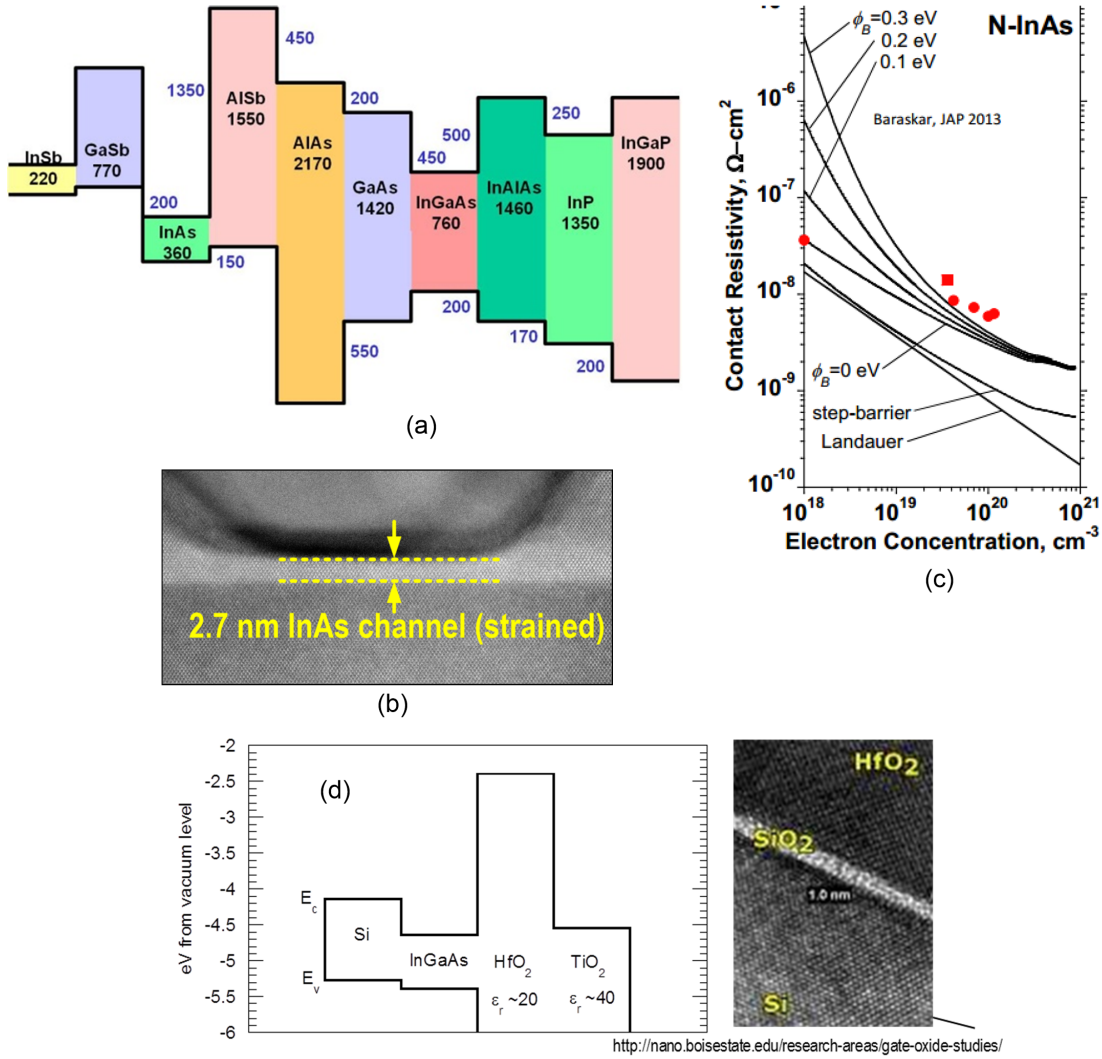 InSb
220
GaSb
770
200
InAs
360
1350
AlSb
1550
150
450
AlAs
2170
200
GaAs
1420
550
450
InGaAs
760
200
500
InAlAs
1460
170
250
InP
1350
200
InGaP
1900
(a)
2.7 nm InAs channel (strained)
(b)
N-InAs
ϕB=0.3 eV
0.2 eV
0.1 eV
Baraskar, JAP 2013
Contact Resistivity, Ω–cm2
10-6
10-7
10-8
10-9
10-10
ϕB=0 eV
step-barrier
Landauer
1018 1019 1020 1021
Electron Concentration, cm-3
(c)
(d)
eV from vacuum level
-2
-2.5
-3
-3.5
-4
-4.5
-5
-5.5
-6
Ec
Si
Ev
InGaAs
HfO2
εr ~20
TiO2
εr ~40
HfO2
SiO2
1.0 nm
Si
http://nano.boisestate.edu/research-areas/gate-oxide-studies/